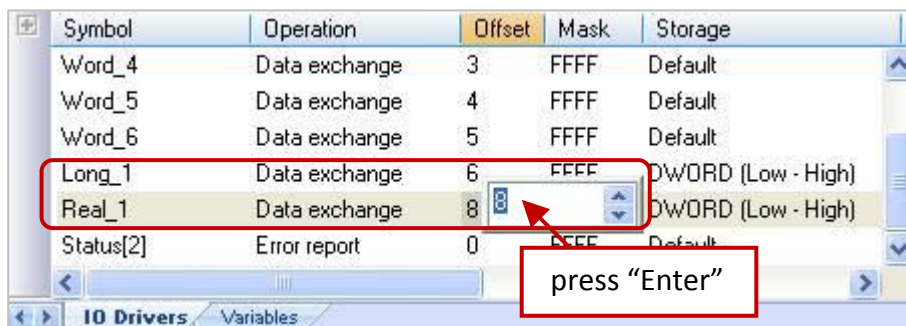 Symbol Operation Offset Mask Storage
Word_4 Data exchange 3 FFFF Default
Word_5 Data exchange 4 FFFF Default
Word_6 Data exchange 5 FFFF Default
Long_1 Data exchange 6 FFFF DWORD (Low - High)
Real_1 Data exchange 8 8 DWORD (Low - High)
Status[2] Error report 0 FFFF Default
press “Enter”
IO Drivers Variables